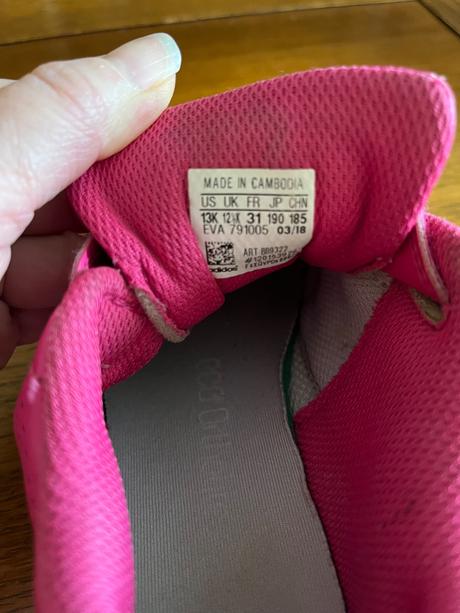 MADE IN CAMBODIA
US UK FR JP CHN
13K 12½K 31 190 185
EVA 791005 03/18
ART BB9322
adidas